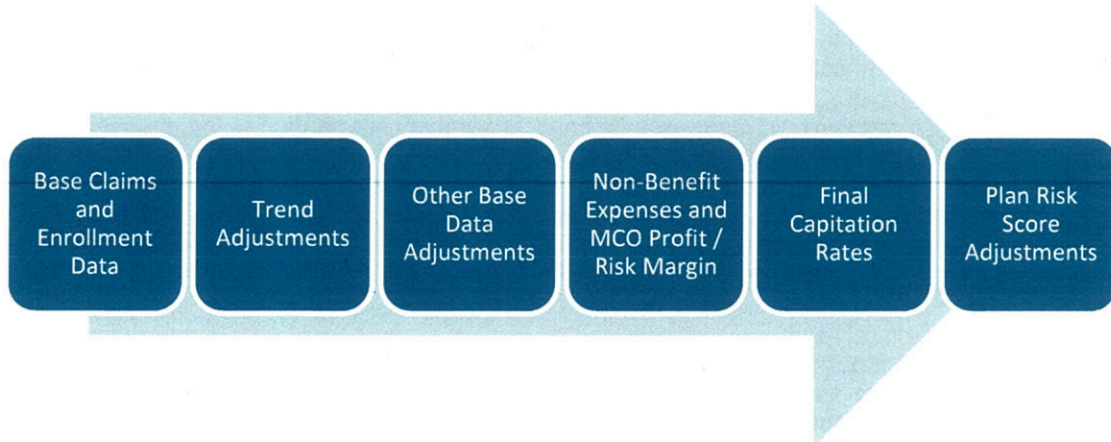 Base Claims
and
Enrollment
Data
Trend
Adjustments
Other Base
Data
Adjustments
Non-Benefit
Expenses and
MCO Profit /
Risk Margin
Final
Capitation
Rates
Plan Risk
Score
Adjustments